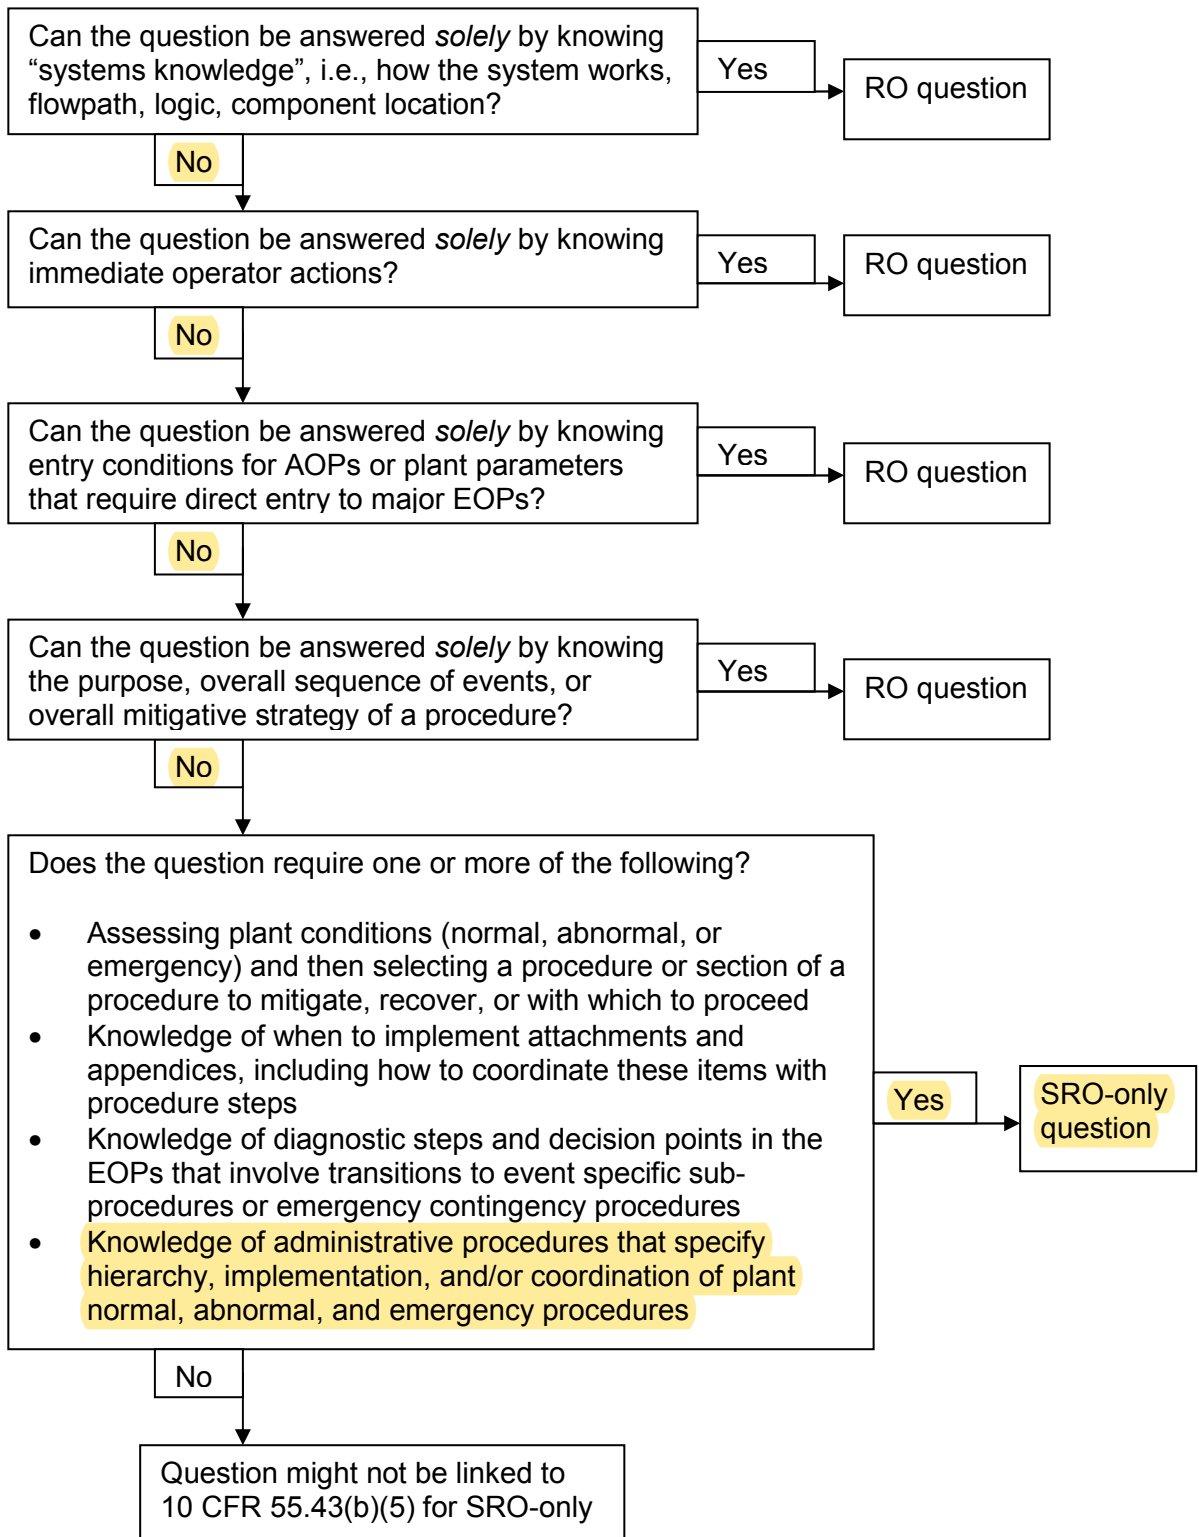 Can the question be answered solely by knowing
“systems knowledge”, i.e., how the system works,
flowpath, logic, component location?
Yes
RO question
No
Can the question be answered solely by knowing
immediate operator actions?
Yes
RO question
No
Can the question be answered solely by knowing
entry conditions for AOPs or plant parameters
that require direct entry to major EOPs?
Yes
RO question
No
Can the question be answered solely by knowing
the purpose, overall sequence of events, or
overall mitigative strategy of a procedure?
Yes
RO question
No
Does the question require one or more of the following?
• Assessing plant conditions (normal, abnormal, or
emergency) and then selecting a procedure or section of a
procedure to mitigate, recover, or with which to proceed
• Knowledge of when to implement attachments and
appendices, including how to coordinate these items with
procedure steps
• Knowledge of diagnostic steps and decision points in the
EOPs that involve transitions to event specific sub-
procedures or emergency contingency procedures
• Knowledge of administrative procedures that specify
hierarchy, implementation, and/or coordination of plant
normal, abnormal, and emergency procedures
Yes
SRO-only
question
No
Question might not be linked to
10 CFR 55.43(b)(5) for SRO-only